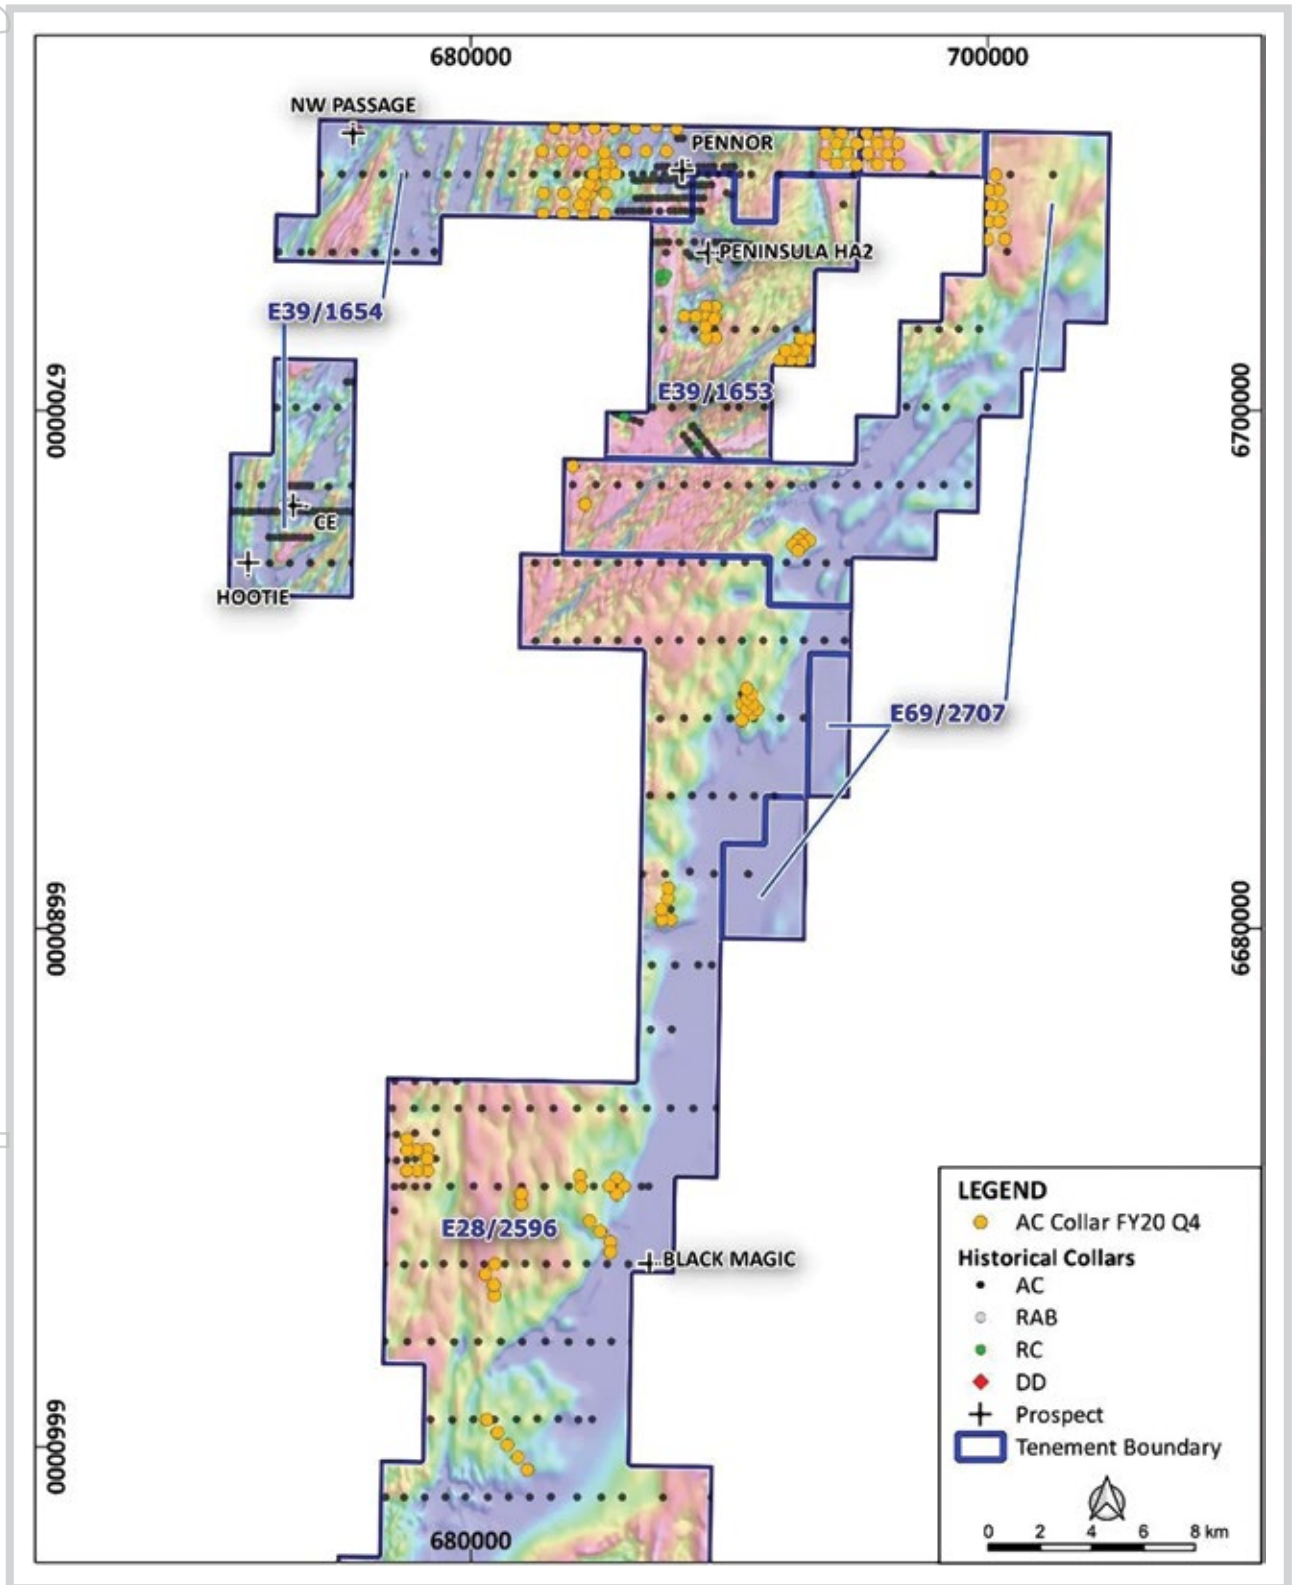 680000
700000
NW PASSAGE
PENNOR
PENINSULA HA2
E39/1654
E39/1653
6700000
6700000
CE
HOOTIE
E69/2707
6680000
6680000
E28/2596
BLACK MAGIC
6660000
680000
LEGEND
AC Collar FY20 Q4
Historical Collars
AC
RAB
RC
DD
Prospect
Tenement Boundary
0 2 4 6 8 km